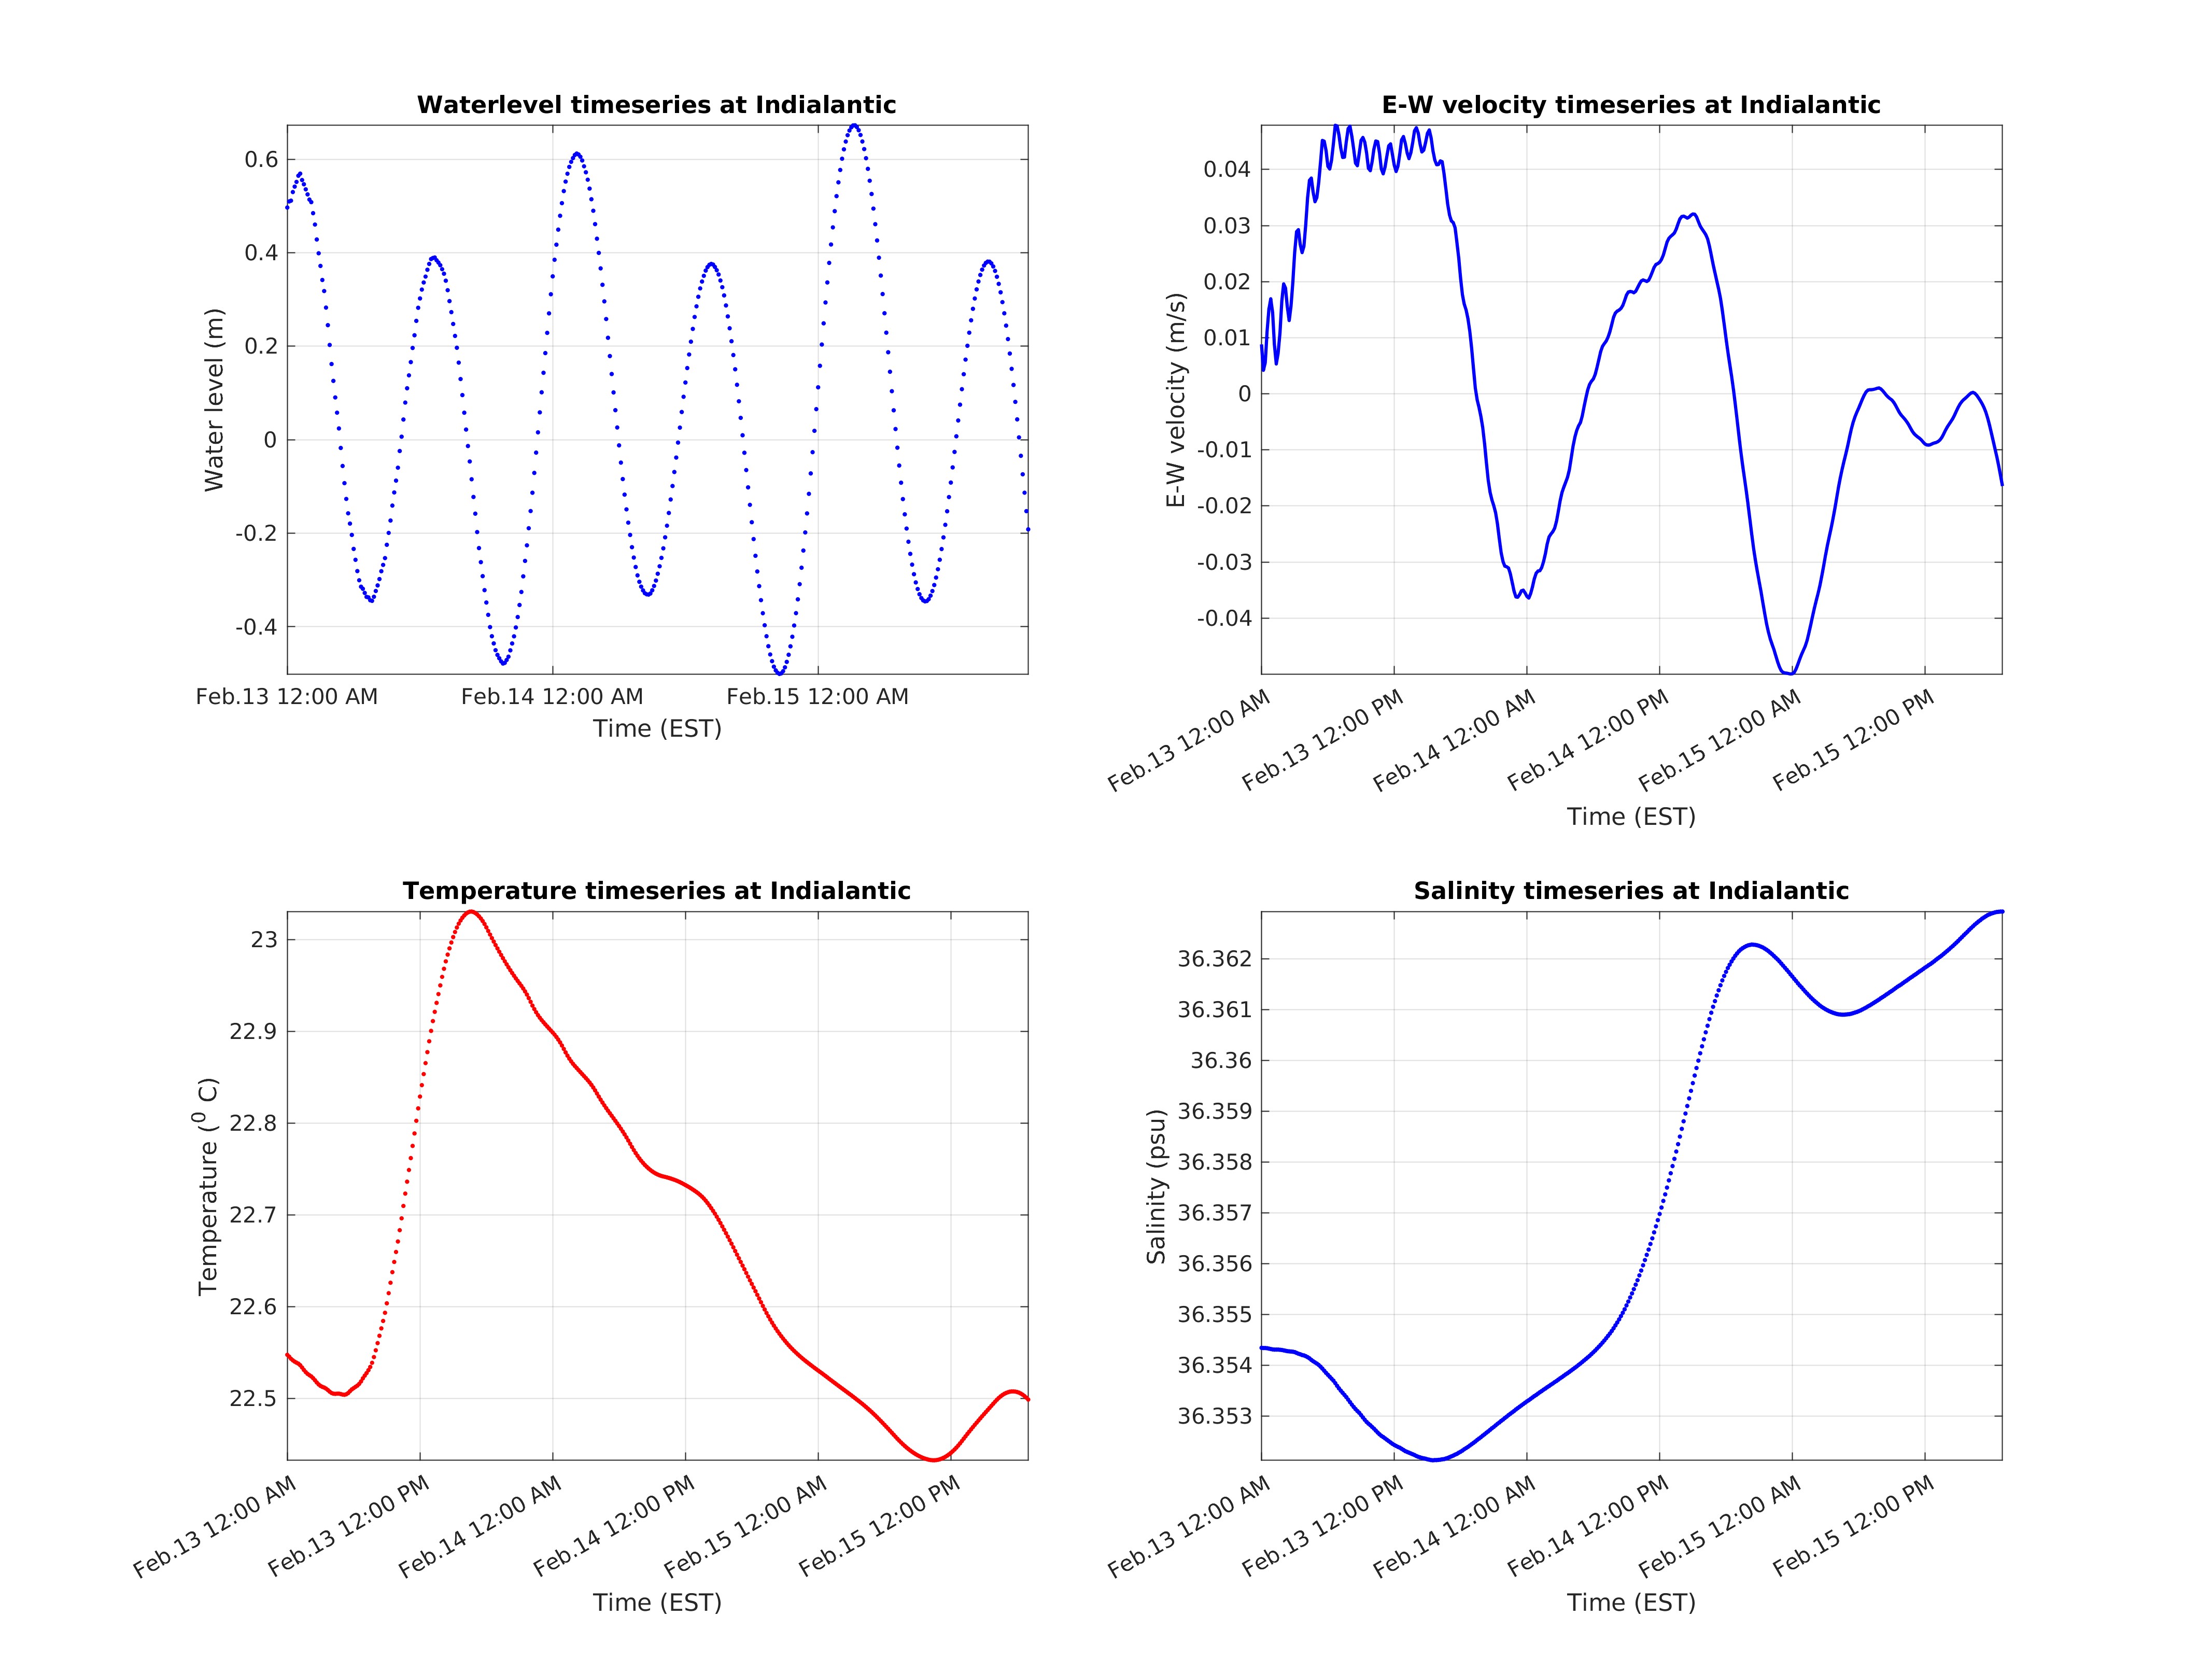 Waterlevel timeseries at Indialantic
0.6
0.4
0.2
0
-0.2
-0.4
Water level (m)
Feb.13 12:00 AM
Feb.14 12:00 AM
Feb.15 12:00 AM
Time (EST)
E-W velocity timeseries at Indialantic
0.04
0.03
0.02
0.01
0
-0.01
-0.02
-0.03
-0.04
E-W velocity (m/s)
Feb.13 12:00 AM
Feb.13 12:00 PM
Feb.14 12:00 AM
Feb.14 12:00 PM
Feb.15 12:00 AM
Feb.15 12:00 PM
Time (EST)
Temperature timeseries at Indialantic
23
22.9
22.8
22.7
22.6
22.5
Temperature (⁰ C)
Feb.13 12:00 AM
Feb.13 12:00 PM
Feb.14 12:00 AM
Feb.14 12:00 PM
Feb.15 12:00 AM
Feb.15 12:00 PM
Time (EST)
Salinity timeseries at Indialantic
36.362
36.361
36.36
36.359
36.358
36.357
36.356
36.355
36.354
36.353
Salinity (psu)
Feb.13 12:00 AM
Feb.13 12:00 PM
Feb.14 12:00 AM
Feb.14 12:00 PM
Feb.15 12:00 AM
Feb.15 12:00 PM
Time (EST)